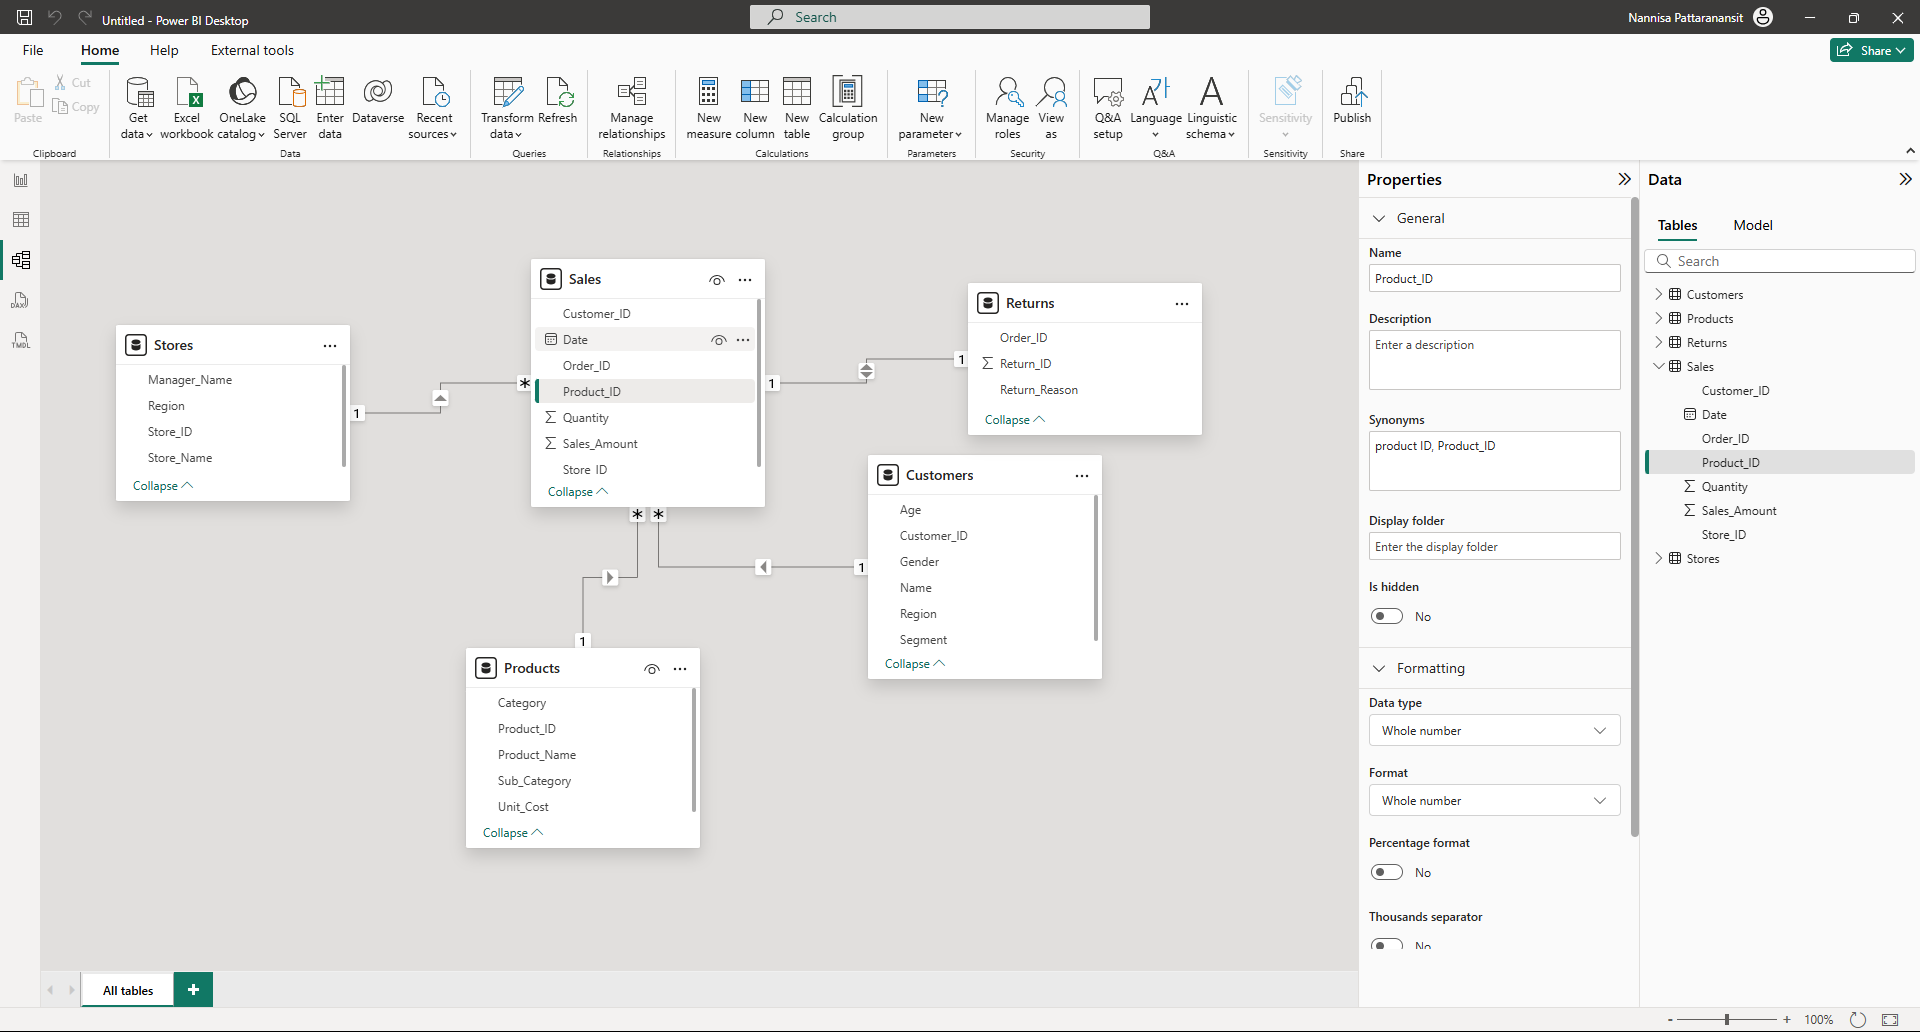 Untitled - Power BI Desktop
Search
Nannisa Pattaranansit
File
Home
Help
External tools
Share
Paste
Cut
Copy
Clipboard
Get data
Excel workbook
OneLake catalog
SQL Server
Enter data
Dataverse
Recent sources
Data
Transform data
Refresh
Queries
Manage relationships
Relationships
New measure
New column
New table
Calculation group
Calculations
New parameter
Parameters
Manage roles
View as
Security
Q&A setup
Language
Linguistic schema
Q&A
Sensitivity
Sensitivity
Publish
Share
DAX
TMDL
Stores
Manager_Name
Region
Store_ID
Store_Name
Collapse
1
*
Sales
Customer_ID
Date
Order_ID
Product_ID
Σ Quantity
Σ Sales_Amount
Store_ID
Collapse
1
1
Returns
Order_ID
Σ Return_ID
Return_Reason
Collapse
*
*
1
1
Customers
Age
Customer_ID
Gender
Name
Region
Segment
Collapse
Products
Category
Product_ID
Product_Name
Sub_Category
Unit_Cost
Collapse
All tables
+
Properties
General
Name
Product_ID
Description
Enter a description
Synonyms
product ID, Product_ID
Display folder
Enter the display folder
Is hidden
No
Formatting
Data type
Whole number
Format
Whole number
Percentage format
No
Thousands separator
No
Data
Tables
Model
Search
Customers
Products
Returns
Sales
Customer_ID
Date
Order_ID
Product_ID
Σ Quantity
Σ Sales_Amount
Store_ID
Stores
- + 100%